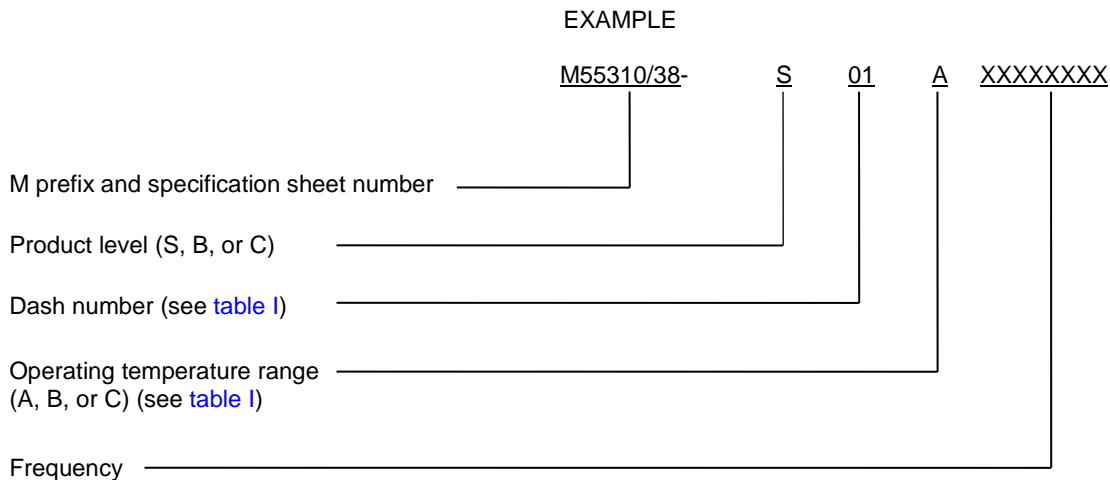 EXAMPLE
M55310/38- S 01 A XXXXXXXX
M prefix and specification sheet number
Product level (S, B, or C)
Dash number (see table I)
Operating temperature range
(A, B, or C) (see table I)
Frequency